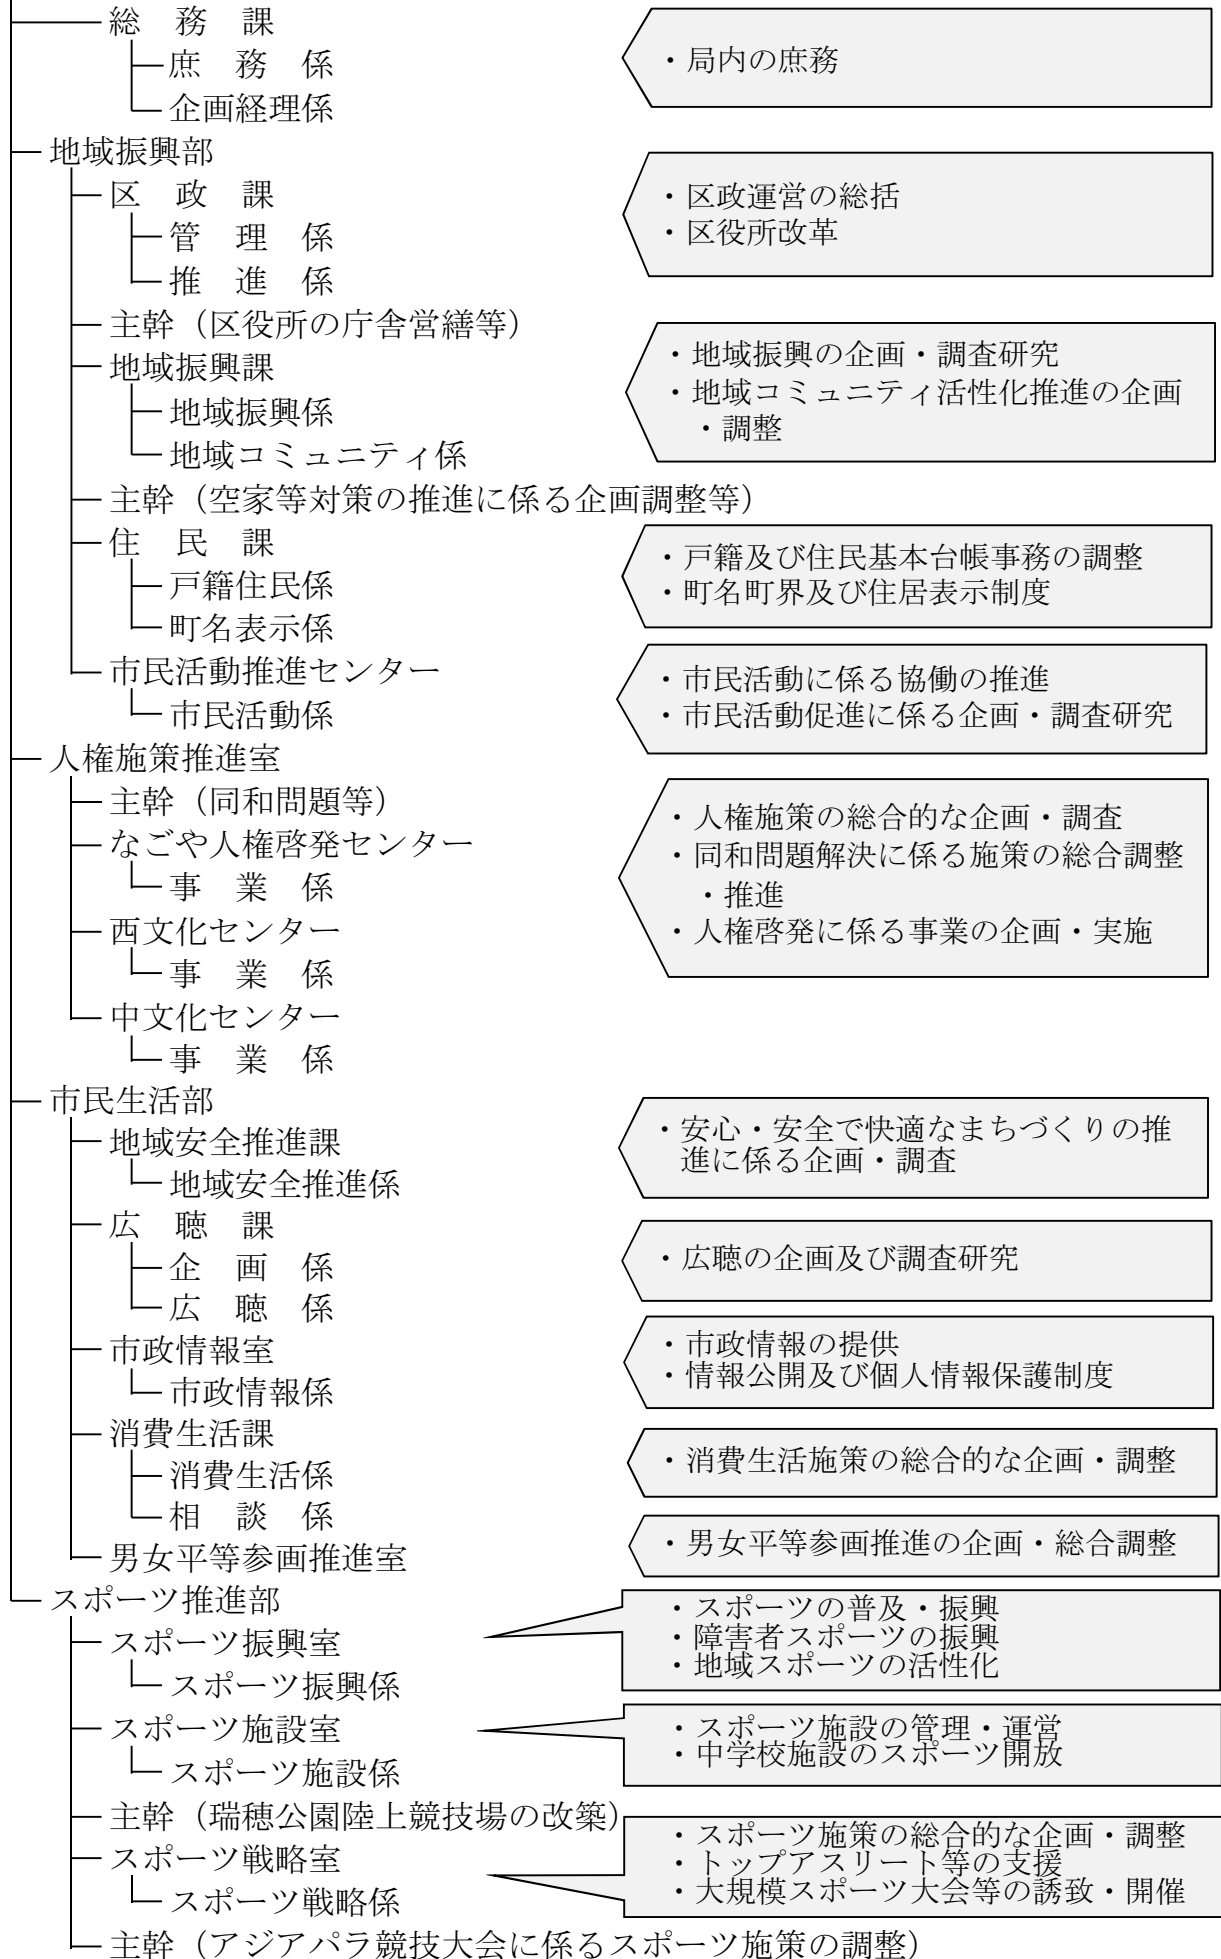 総　務　課
庶　務　係
企画経理係
・局内の庶務
地域振興部
区　政　課
管　理　係
推　進　係
・区政運営の総括
・区役所改革
主幹（区役所の庁舎営繕等）
地域振興課
地域振興係
地域コミュニティ係
・地域振興の企画・調査研究
・地域コミュニティ活性化推進の企画
・調整
主幹（空家等対策の推進に係る企画調整等）
住　民　課
戸籍住民係
町名表示係
・戸籍及び住民基本台帳事務の調整
・町名町界及び住居表示制度
市民活動推進センター
市民活動係
・市民活動に係る協働の推進
・市民活動促進に係る企画・調査研究
人権施策推進室
主幹（同和問題等）
なごや人権啓発センター
事　業　係
西文化センター
事　業　係
中文化センター
事　業　係
・人権施策の総合的な企画・調査
・同和問題解決に係る施策の総合調整
・推進
・人権啓発に係る事業の企画・実施
市民生活部
地域安全推進課
地域安全推進係
・安心・安全で快適なまちづくりの推
進に係る企画・調査
広　聴　課
企　画　係
広　聴　係
・広聴の企画及び調査研究
市政情報室
市政情報係
・市政情報の提供
・情報公開及び個人情報保護制度
消費生活課
消費生活係
相　談　係
・消費生活施策の総合的な企画・調整
男女平等参画推進室
・男女平等参画推進の企画・総合調整
スポーツ推進部
スポーツ振興室
スポーツ振興係
・スポーツの普及・振興
・障害者スポーツの振興
・地域スポーツの活性化
スポーツ施設室
スポーツ施設係
・スポーツ施設の管理・運営
・中学校施設のスポーツ開放
主幹（瑞穂公園陸上競技場の改築）
スポーツ戦略室
スポーツ戦略係
・スポーツ施策の総合的な企画・調整
・トップアスリート等の支援
・大規模スポーツ大会等の誘致・開催
主幹（アジアパラ競技大会に係るスポーツ施策の調整）